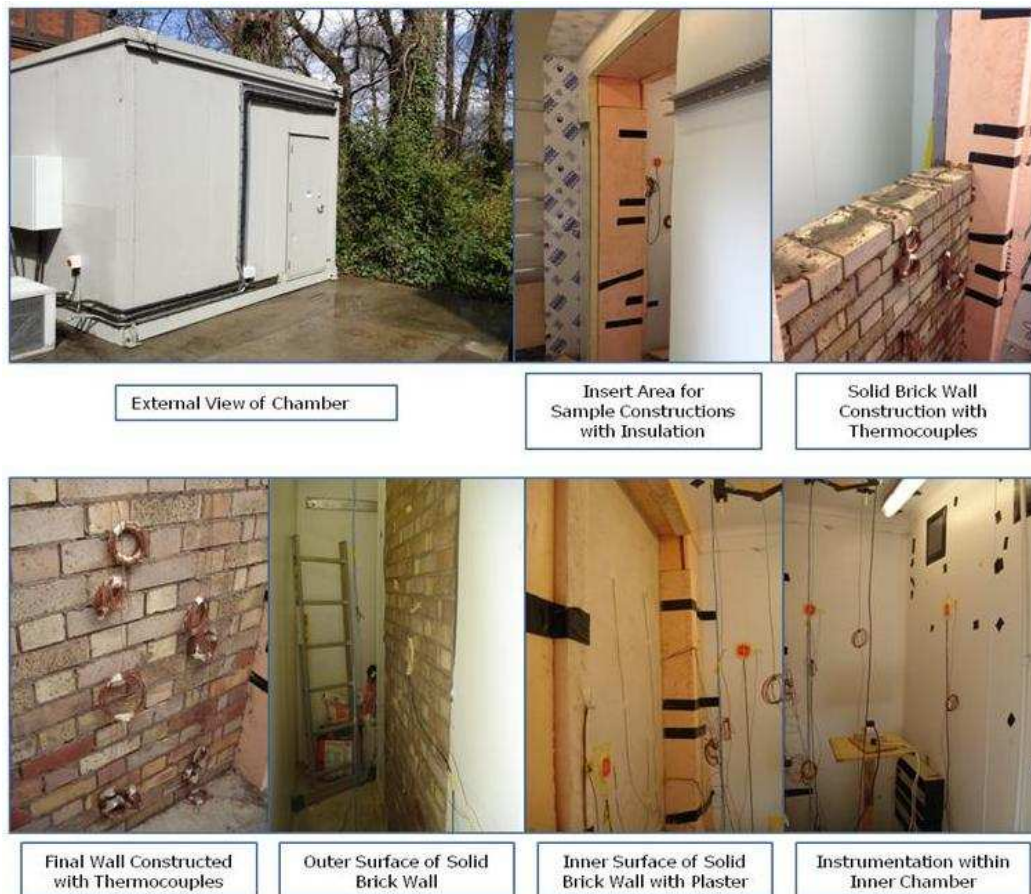 External View of Chamber
Insert Area for
Sample Constructions
with Insulation
Solid Brick Wall
Construction with
Thermocouples
Final Wall Constructed
with Thermocouples
Outer Surface of Solid
Brick Wall
Inner Surface of Solid
Brick Wall with Plaster
Instrumentation within
Inner Chamber